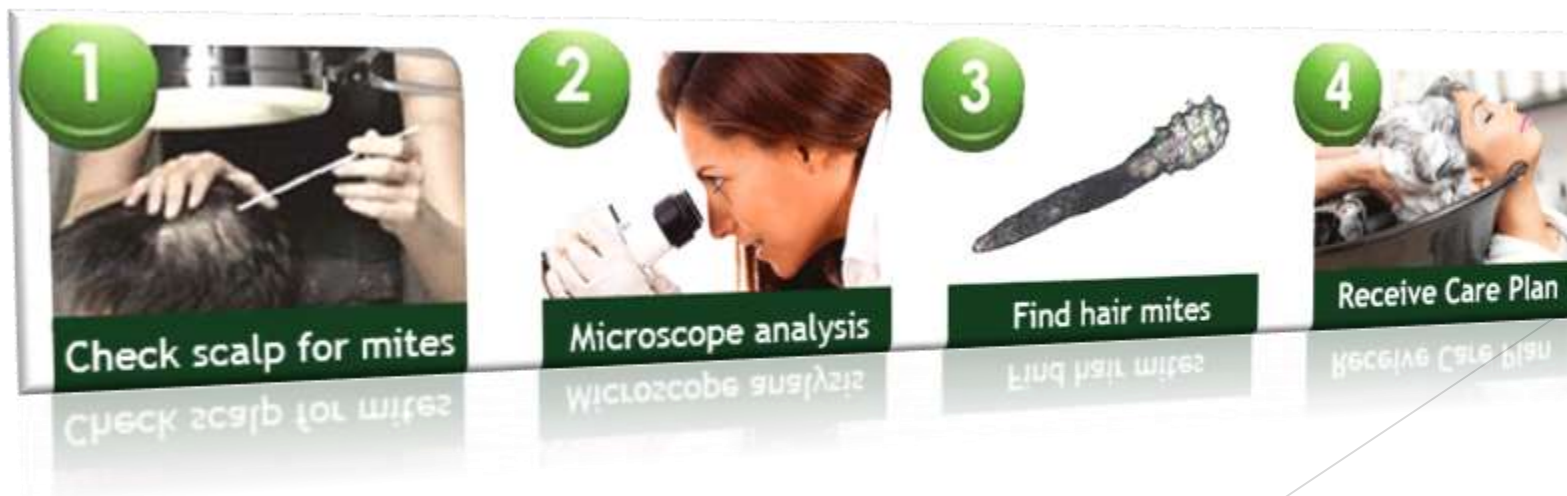 1
Check scalp for mites
2
Microscope analysis
3
Find hair mites
4
Receive Care Plan